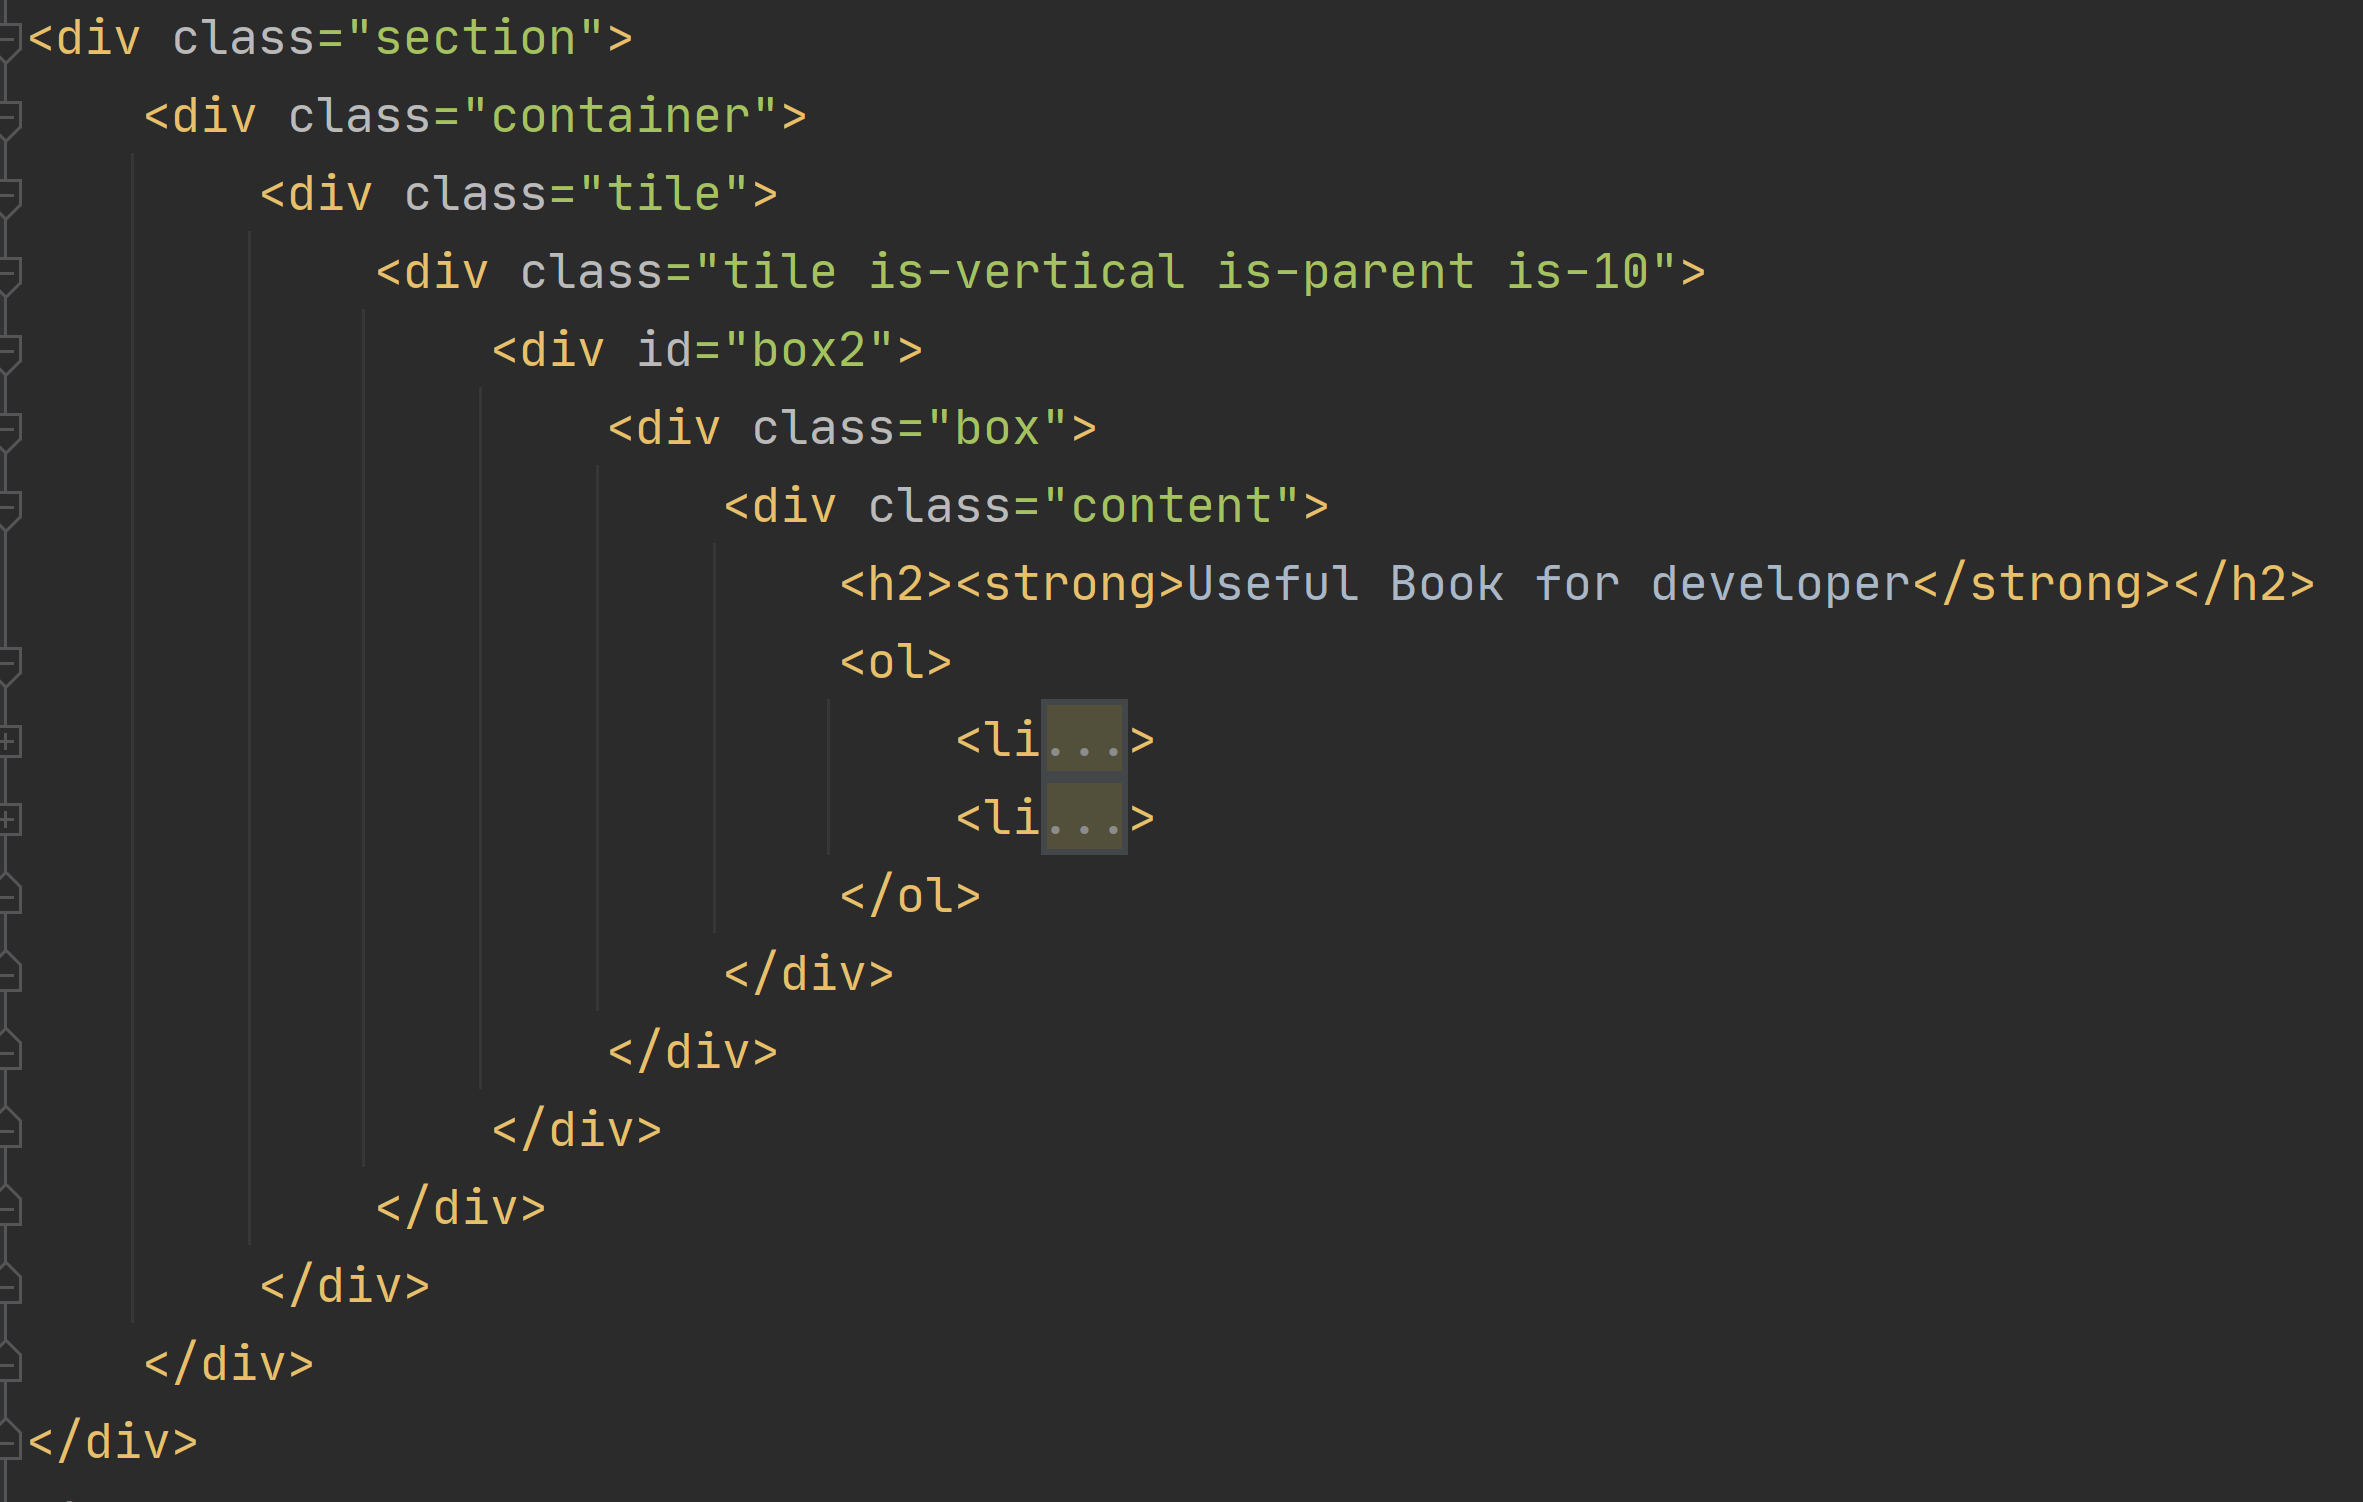 <div class="section">
<div class="container">
<div class="tile">
<div class="tile is-vertical is-parent is-10">
<div id="box2">
<div class="box">
<div class="content">
<h2><strong>Useful Book for developer</strong></h2>
<ol>
<li...>
<li...>
</ol>
</div>
</div>
</div>
</div>
</div>
</div>
</div>